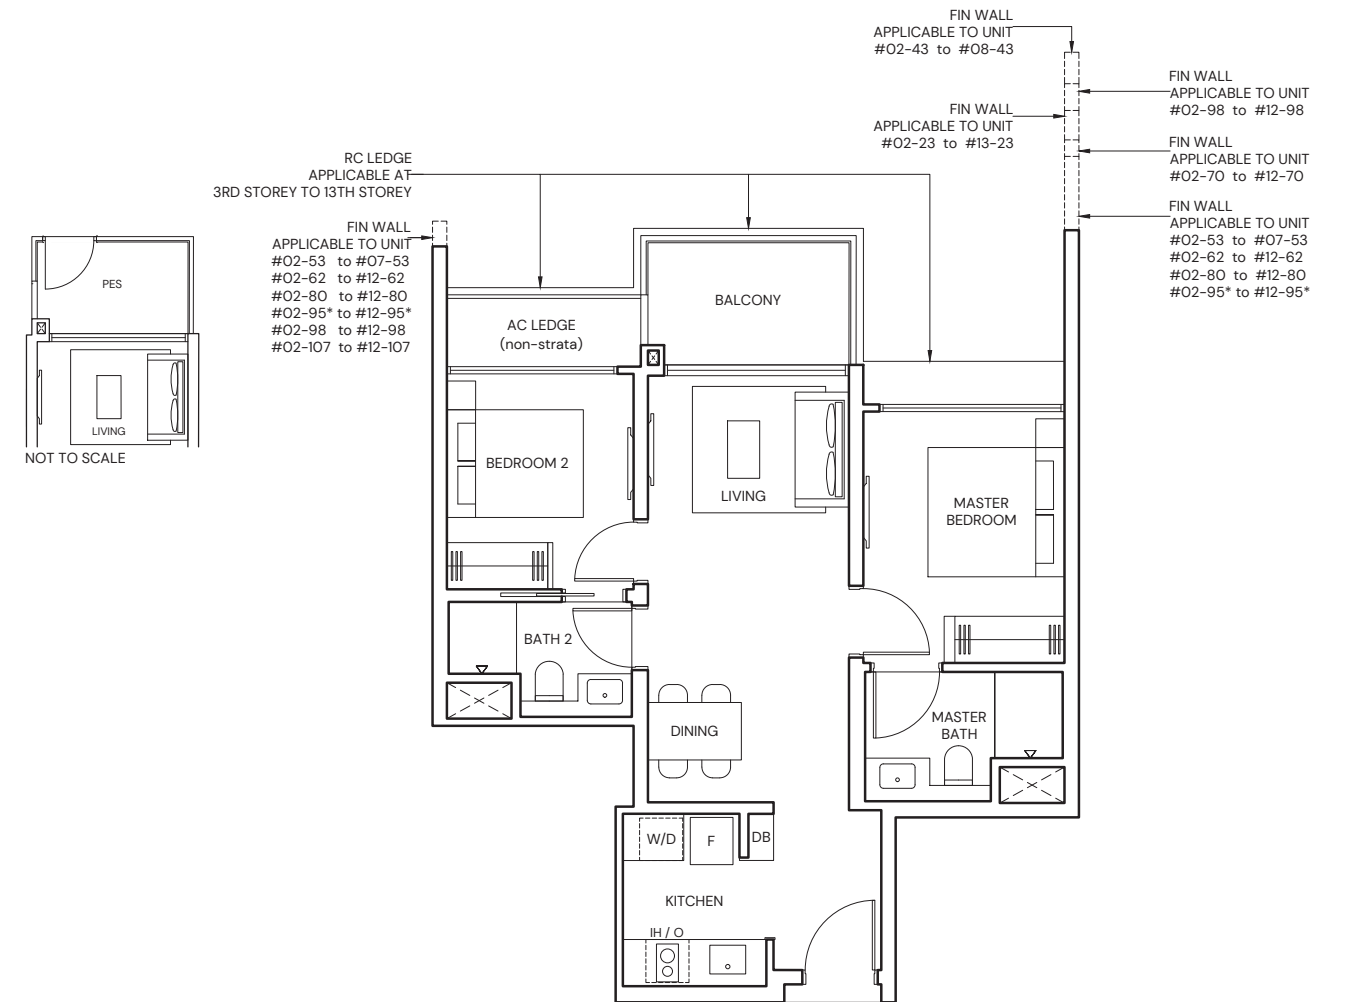 FIN WALL
APPLICABLE TO UNIT
#02-43 to #08-43
FIN WALL
APPLICABLE TO UNIT
#02-98 to #12-98
FIN WALL
APPLICABLE TO UNIT
#02-23 to #13-23
FIN WALL
APPLICABLE TO UNIT
#02-70 to #12-70
RC LEDGE
APPLICABLE AT
3RD STOREY TO 13TH STOREY
FIN WALL
APPLICABLE TO UNIT
#02-53 to #07-53
#02-62 to #12-62
#02-80 to #12-80
#02-95* to #12-95*
FIN WALL
APPLICABLE TO UNIT
#02-53 to #07-53
#02-62 to #12-62
#02-80 to #12-80
#02-95* to #12-95*
#02-98 to #12-98
#02-107 to #12-107
PES
LIVING
NOT TO SCALE
BALCONY
AC LEDGE
(non-strata)
BEDROOM 2
LIVING
MASTER
BEDROOM
BATH 2
DINING
MASTER
BATH
W/D
F
DB
KITCHEN
IH / O